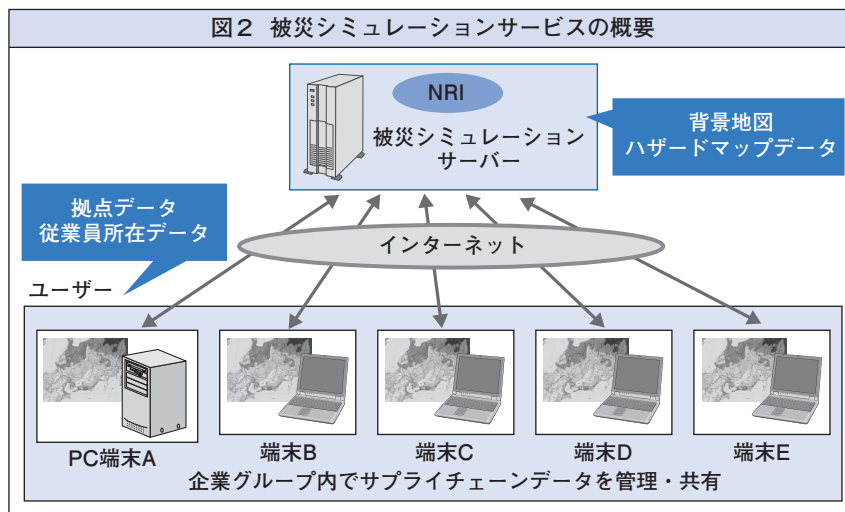 図2 被災シミュレーションサービスの概要
NRI
被災シミュレーション
サーバー
背景地図
ハザードマップデータ
拠点データ
従業員所在データ
インターネット
ユーザー
PC端末A
端末B
端末C
端末D
端末E
企業グループ内でサプライチェーンデータを管理・共有